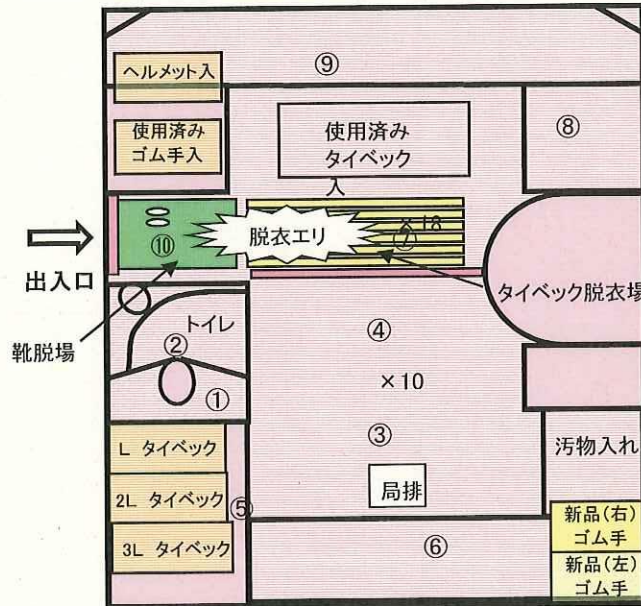 ⑨
ヘルメット入
使用済み
ゴム手入
使用済み
タイベック
入
⑧
×18
⑦
⑩
脱衣エリ
出入口
タイベック脱衣場
靴脱場
トイレ
②
①
④
×10
③
局排
L タイベック
2L タイベック
3L タイベック
⑤
⑥
汚物入れ
新品(右)
ゴム手
新品(左)
ゴム手